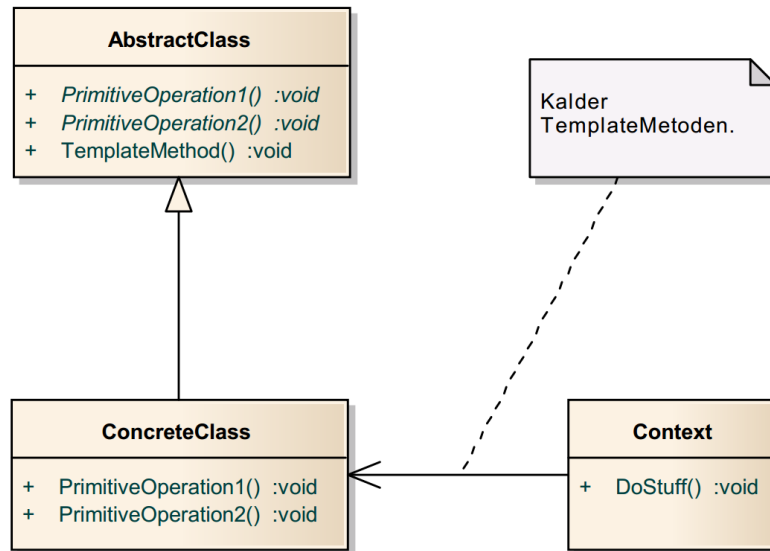 AbstractClass
+ PrimitiveOperation1() :void
+ PrimitiveOperation2() :void
+ TemplateMethod() :void
Kalder
TemplateMetoden.
ConcreteClass
+ PrimitiveOperation1() :void
+ PrimitiveOperation2() :void
Context
+ DoStuff() :void